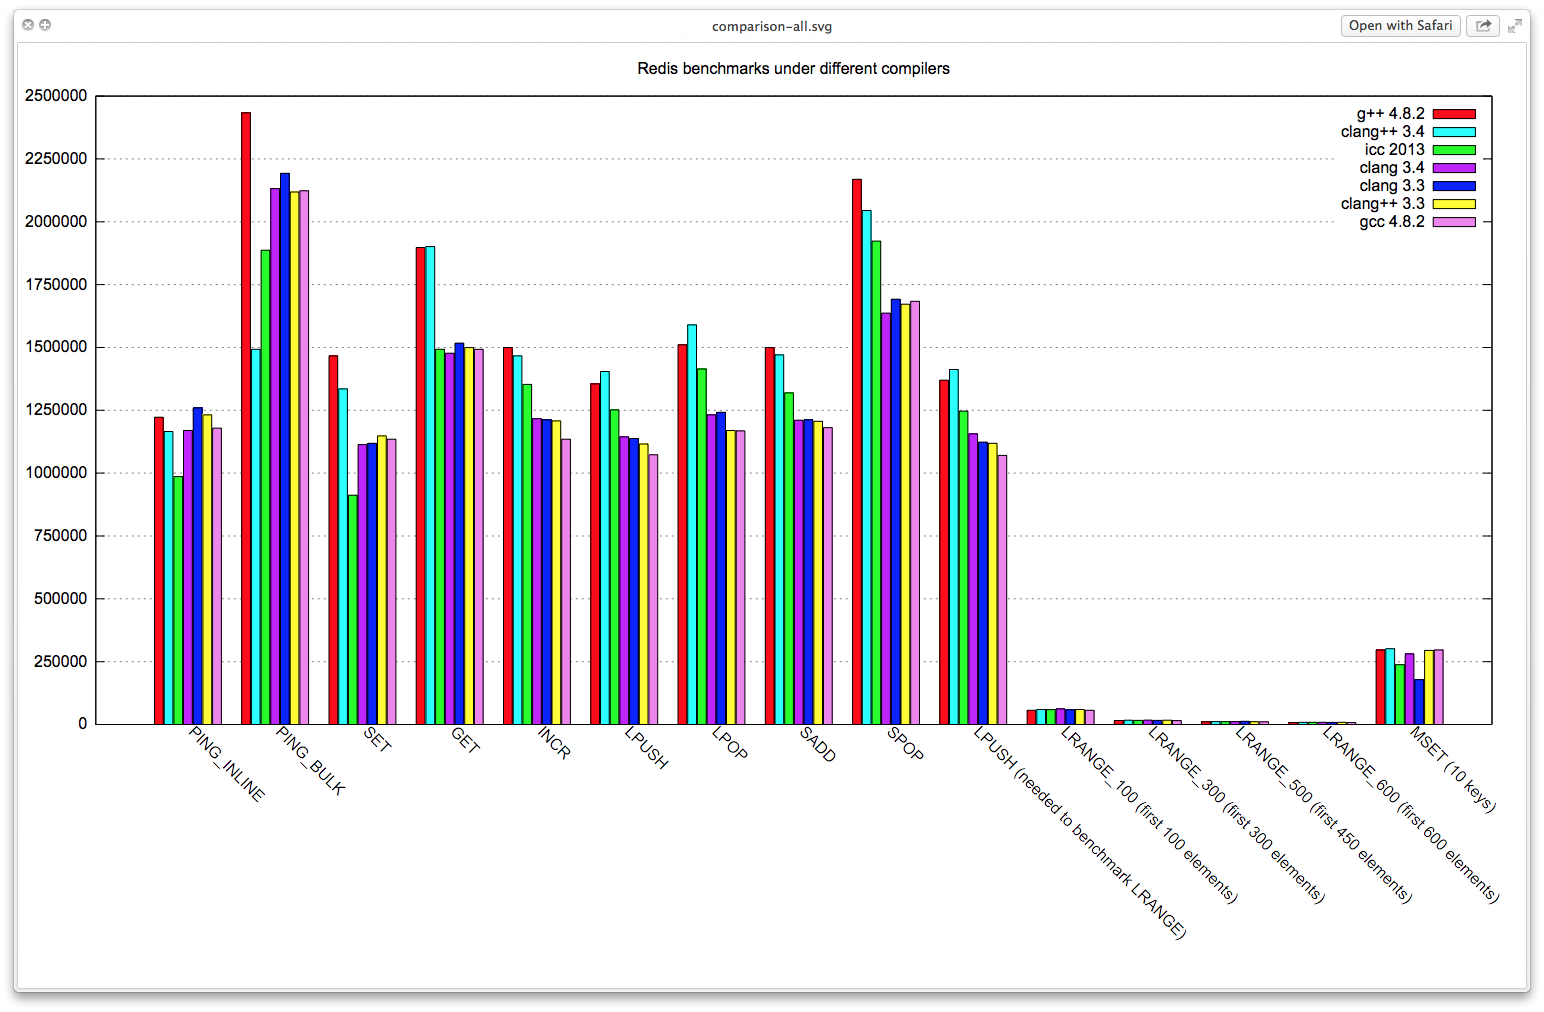 comparison-all.svg
Open with Safari
Redis benchmarks under different compilers
2500000
2250000
2000000
1750000
1500000
1250000
1000000
750000
500000
250000
0
g++ 4.8.2
clang++ 3.4
icc 2013
clang 3.4
clang 3.3
clang++ 3.3
gcc 4.8.2
PING_INLINE
PING_BULK
SET
GET
INCR
LPUSH
LPOP
SADD
SPOP
LPUSH (needed to benchmark LRANGE)
LRANGE_100 (first 100 elements)
LRANGE_300 (first 300 elements)
LRANGE_500 (first 450 elements)
LRANGE_600 (first 600 elements)
MSET (10 keys)